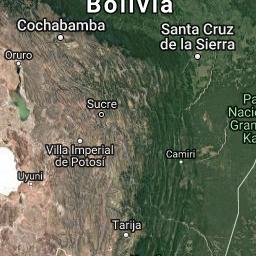 Bolivia
Cochabamba
Santa Cruz
de la Sierra
Oruro
Sucre
Pa
Nacio
Gran
Ka
Villa Imperial
de Potosí
Camiri
Uyuni
Tarija